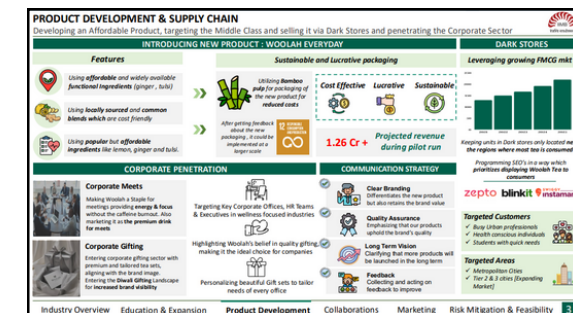 PRODUCT DEVELOPMENT & SUPPLY CHAIN
Developing an Affordable Product, targeting the Middle Class and selling it via Dark Stores and penetrating the Corporate Sector
INTRODUCING NEW PRODUCT : WOOLAH EVERYDAY
Features
Using affordable and widely available
functional Ingredients (ginger , tulsi)
Using locally sourced and common
blends which are cost friendly
Using popular but affordable
ingredients like lemon, ginger and tulsi.
Sustainable and Lucrative packaging
Utilizing Bamboo
pulp for packaging of
the new product for
reduced costs
After getting feedback
about the new
packaging , it could be
implemented at a
larger scale
Cost Effective
Lucrative
Sustainable
1.26 Cr +
Projected revenue
during pilot run
DARK STORES
Leveraging growing FMCG mkt
Keeping units in Dark stores only located
the regions where most tea is consumed
Programming SEO's in a way which
prioritizes displaying Woolah Tea to
consumers
zepto
blinkit
instamar
Targeted Customers
✓ Busy Urban professionals
✓ Health conscious individuals
✓ Students with quick needs
Targeted Areas
✓ Metropolitan Cities
✓ Tier 2 & 3 cities [Expanding
Market]
CORPORATE PENETRATION
Corporate Meets
Making Woolah a Staple for
meetings providing energy & focus
without the caffeine burnout. Also
marketing it as the premium drink
for meets
Corporate Gifting
Entering corporate gifting sector with
premium and tailored tea sets,
aligning with the brand image.
Entering the Diwali Gifting Landscape
for increased brand visibility
Targeting Key Corporate Offices, HR Teams
& Executives in wellness focused industries
Highlighting Woolah's belief in quality gifting,
making it the ideal choice for companies
Personalizing beautiful Gift sets to tailor
needs of every office
COMMUNICATION STRATEGY
Clear Branding
Differentiates the new product
but also retains the brand value
Quality Assurance
Emphasising that our products
uphold the brand's quality
Long Term Vision
Clarifying that more products will
be launched in the long term
Feedback
Collecting and acting on
feedback to improve
Industry Overview
Education & Expansion
Product Development
Collaborations
Marketing
Risk Mitigation & Feasibility
3